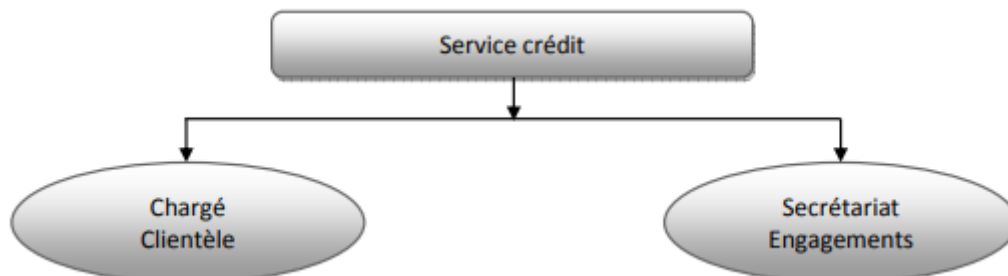 Service crédit
Chargé
Clientèle
Secrétariat
Engagements